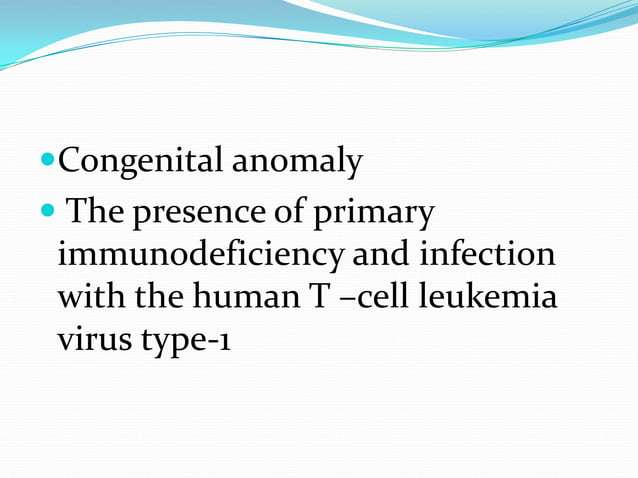 Congenital anomaly
The presence of primary
immunodeficiency and infection
with the human T –cell leukemia
virus type-1